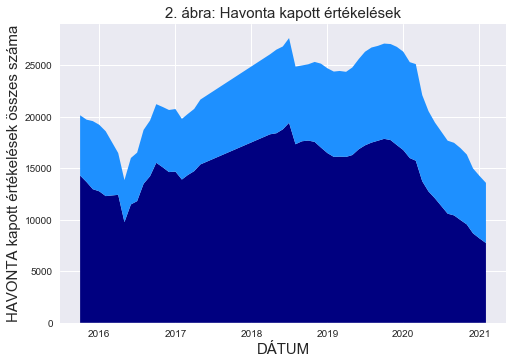 2. ábra: Havonta kapott értékelések
HAVONTA kapott értékelések összes száma
25000
20000
15000
10000
5000
0
2016 2017 2018 2019 2020 2021
DÁTUM